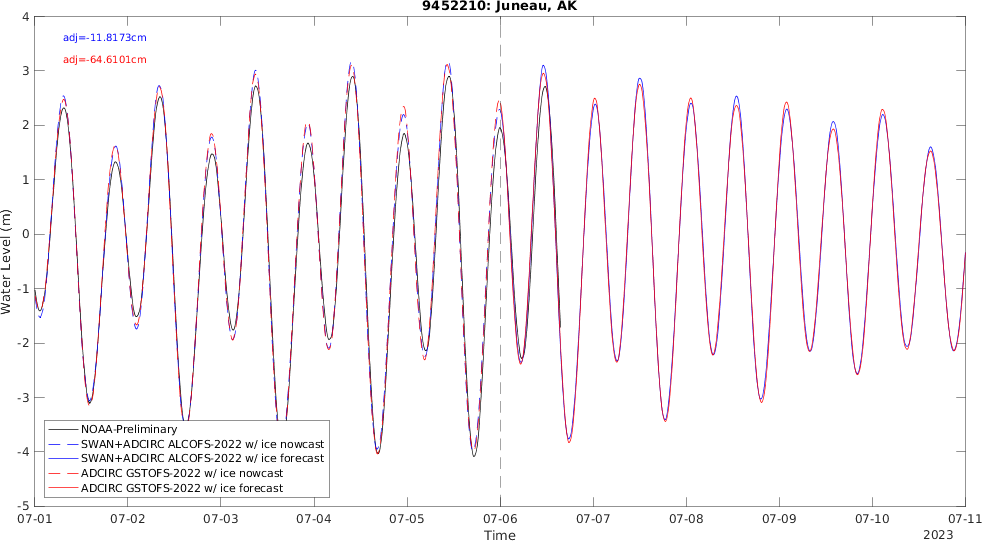 9452210: Juneau, AK
adj=-11.8173cm
adj=-64.6101cm
4
3
2
1
0
-1
-2
-3
-4
-5
Water Level (m)
NOAA-Preliminary
SWAN+ADCIRC ALCOFS-2022 w/ ice nowcast
SWAN+ADCIRC ALCOFS-2022 w/ ice forecast
ADCIRC GSTOFS-2022 w/ ice nowcast
ADCIRC GSTOFS-2022 w/ ice forecast
07-01 07-02 07-03 07-04 07-05 07-06 07-07 07-08 07-09 07-10 07-11
Time
2023